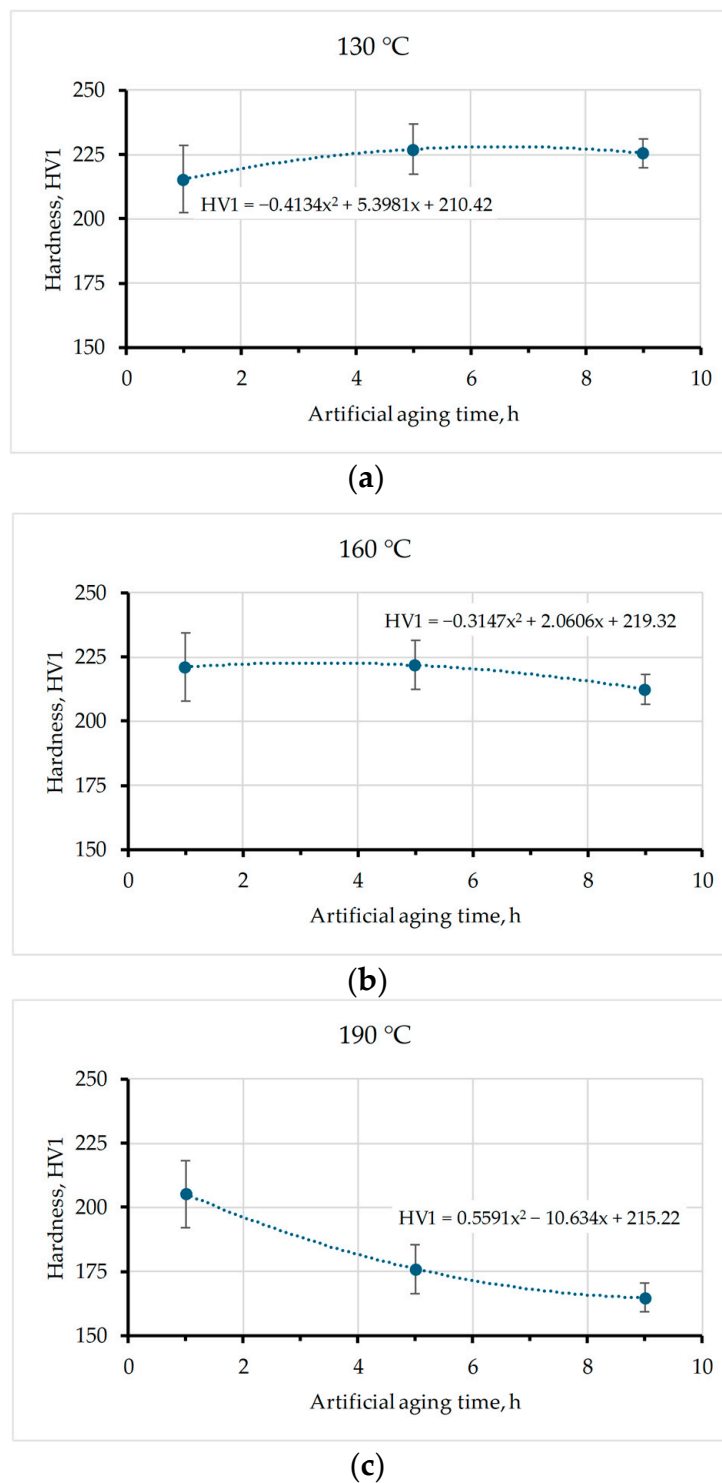 130 °C
250
225
200
175
150
Hardness, HV1
HV1 = −0.4134x² + 5.3981x + 210.42
0 2 4 6 8 10
Artificial aging time, h
(a)
160 °C
250
225
200
175
150
Hardness, HV1
HV1 = −0.3147x² + 2.0606x + 219.32
0 2 4 6 8 10
Artificial aging time, h
(b)
190 °C
250
225
200
175
150
Hardness, HV1
HV1 = 0.5591x² − 10.634x + 215.22
0 2 4 6 8 10
Artificial aging time, h
(c)